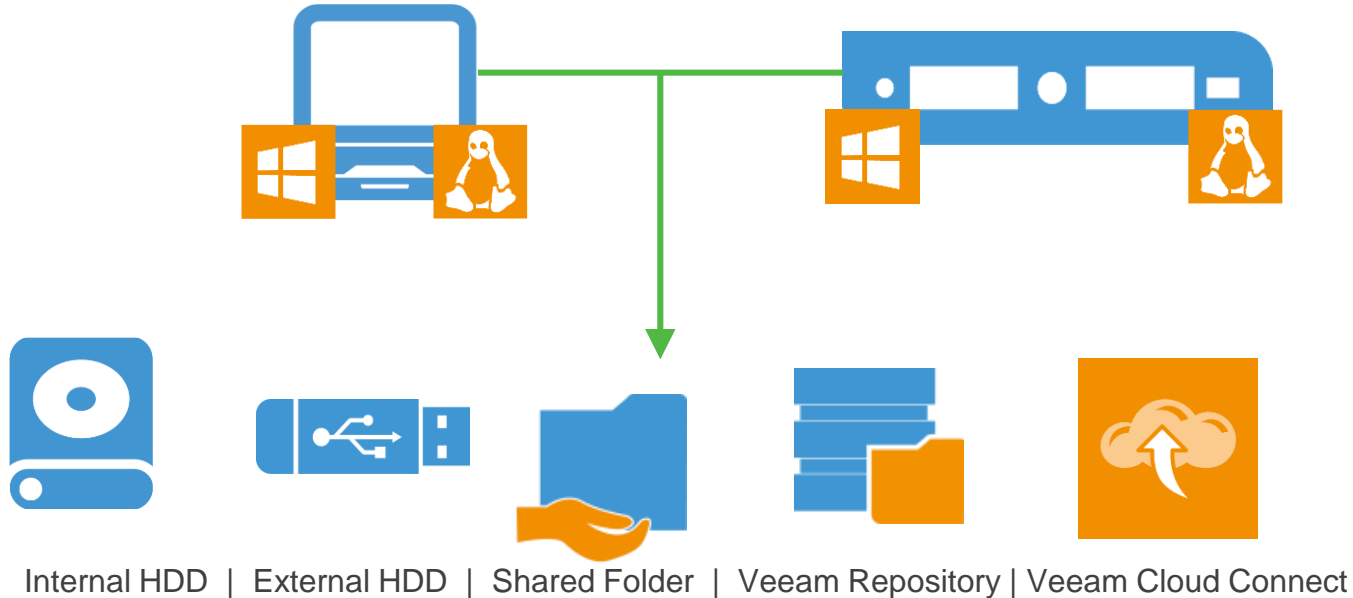 Internal HDD | External HDD | Shared Folder | Veeam Repository | Veeam Cloud Connect